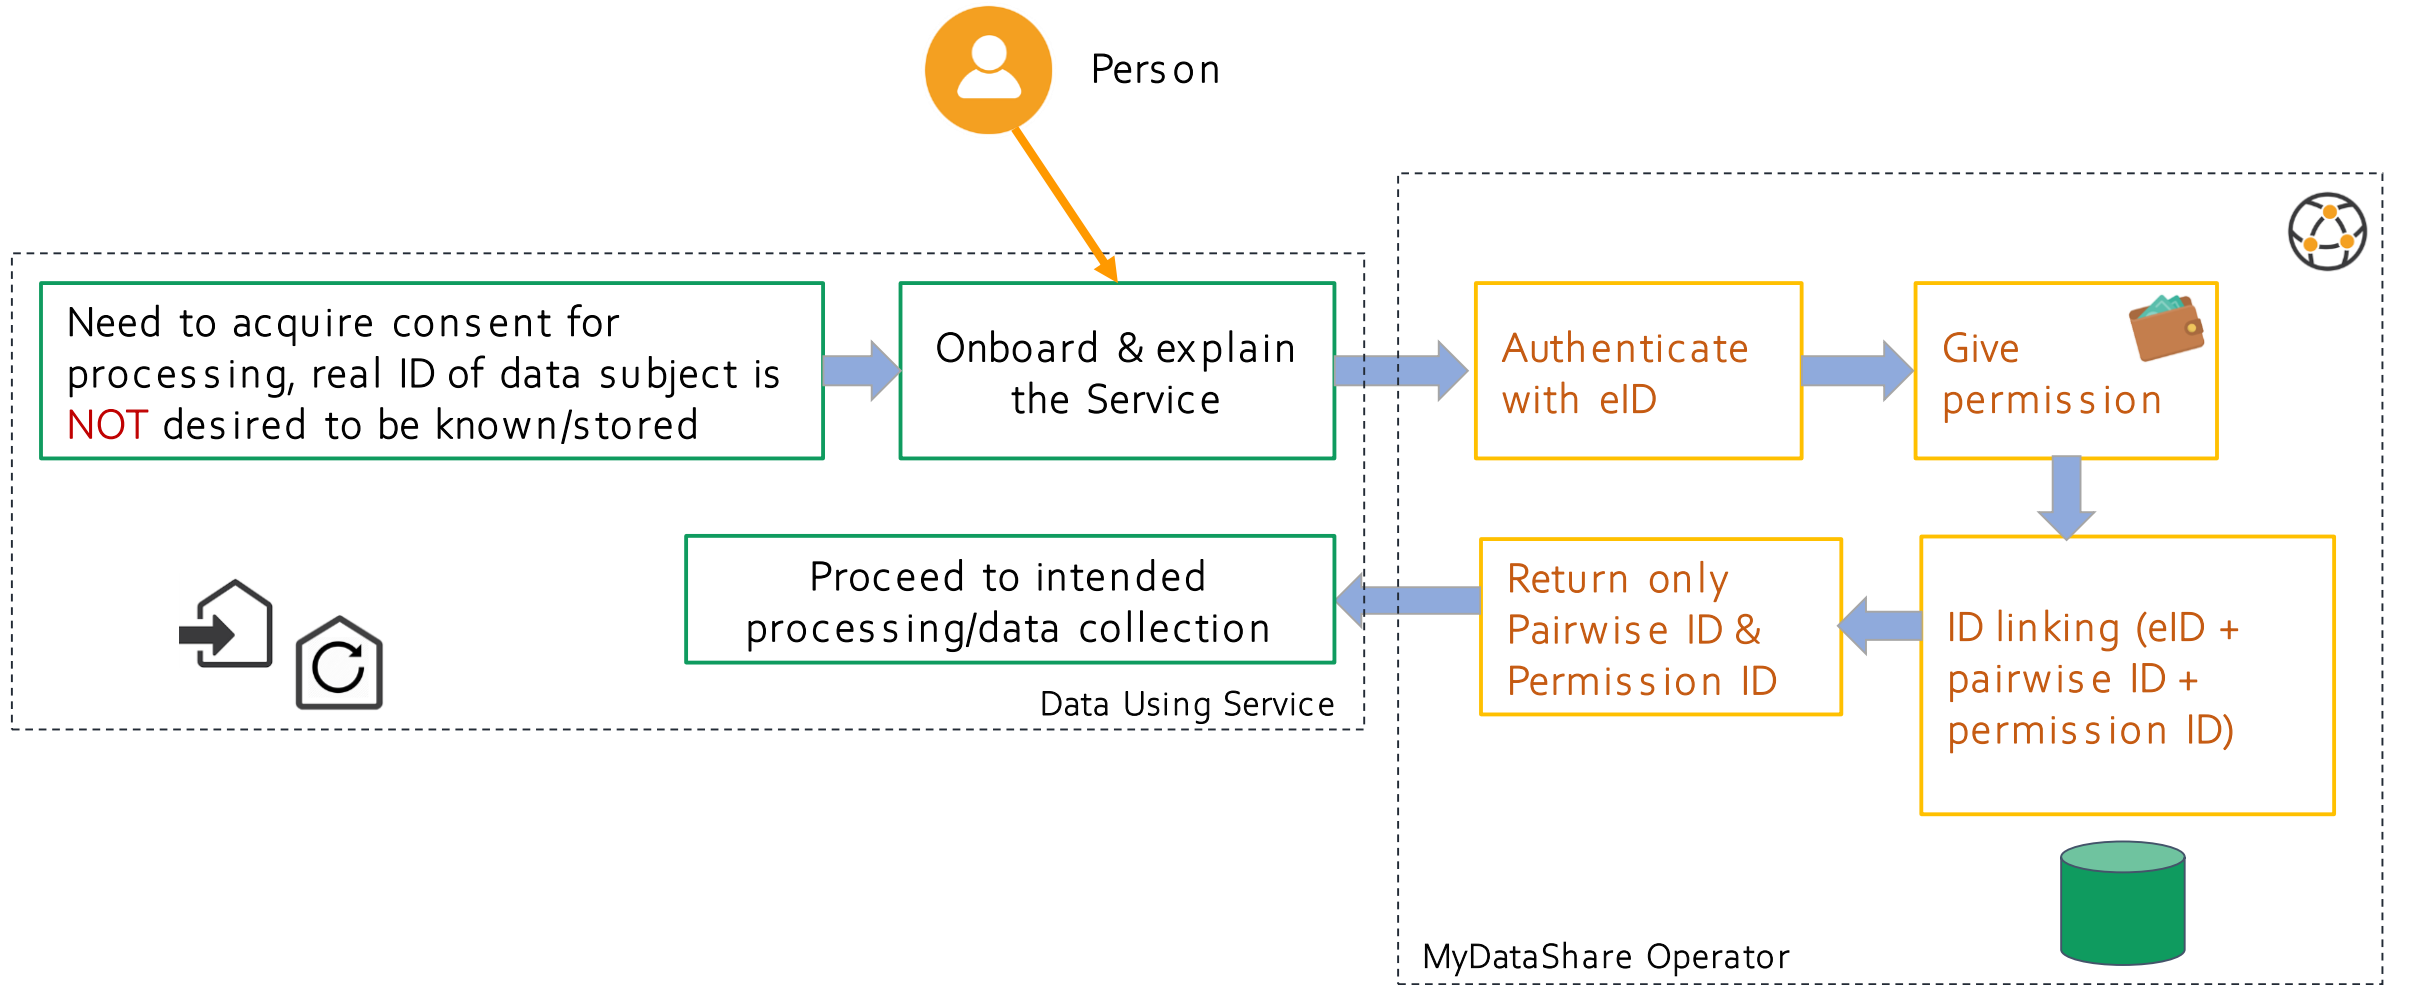 Person
Need to acquire consent for
processing, real ID of data subject is
NOT desired to be known/stored
Onboard & explain
the Service
Authenticate
with eID
Give
permission
Proceed to intended
processing/data collection
Return only
Pairwise ID &
Permission ID
ID linking (eID +
pairwise ID +
permission ID)
Data Using Service
MyDataShare Operator